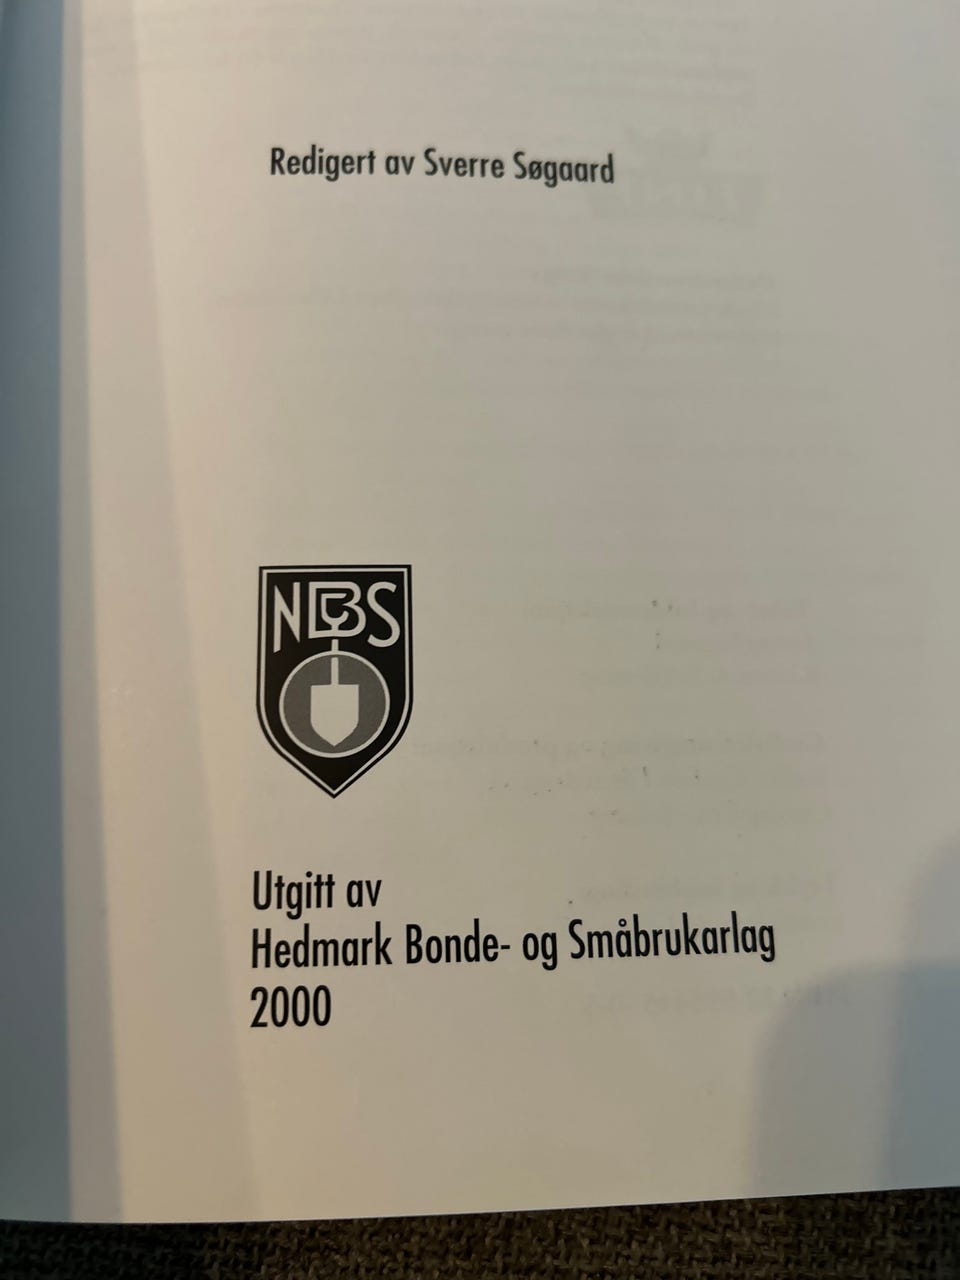 Redigert av Sverre Søgaard
NBS
Utgitt av
Hedmark Bonde- og Småbrukarlag
2000